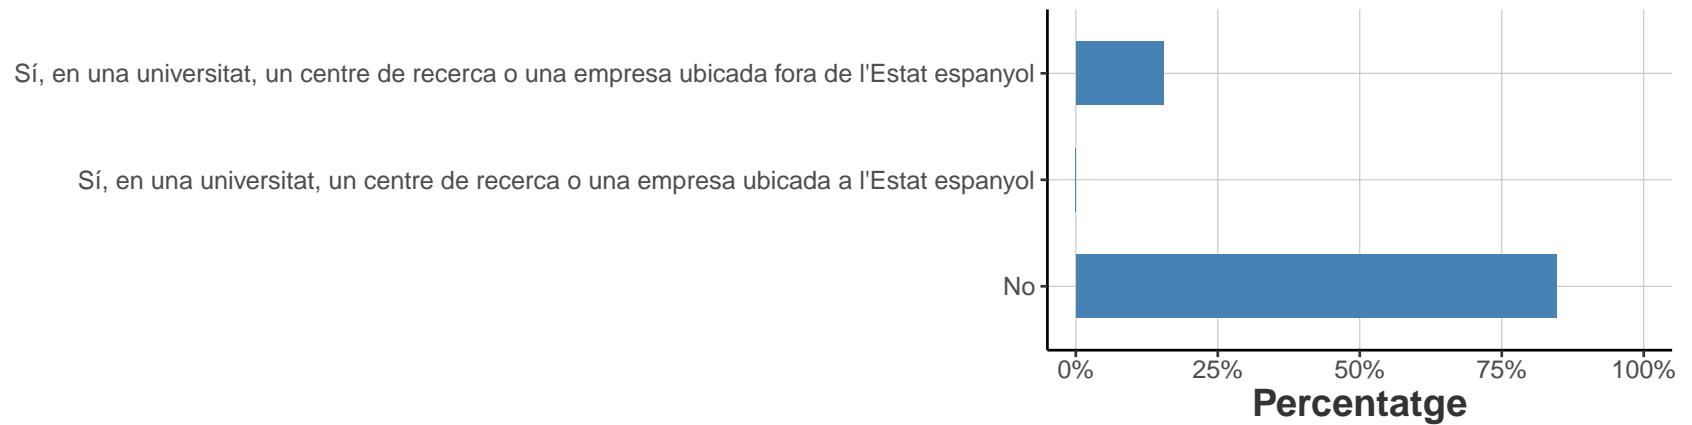 Sí, en una universitat, un centre de recerca o una empresa ubicada fora de l'Estat espanyol
Sí, en una universitat, un centre de recerca o una empresa ubicada a l'Estat espanyol
No
0% 25% 50% 75% 100%
Percentatge